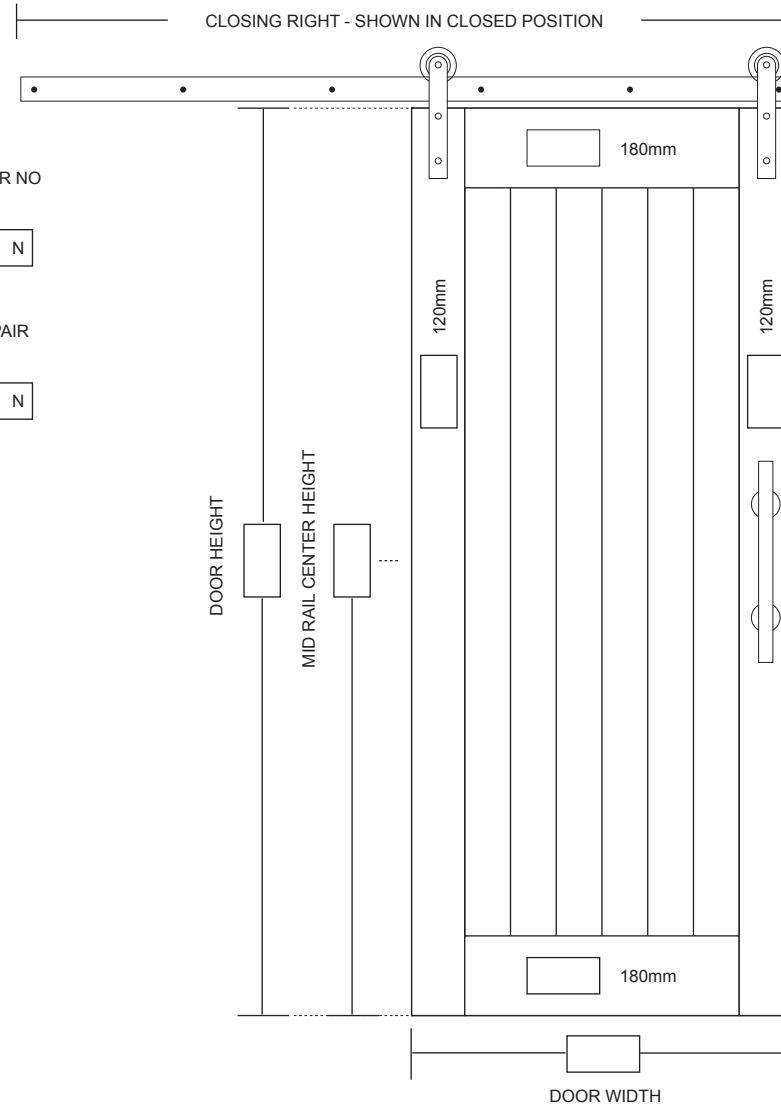 CLOSING RIGHT - SHOWN IN CLOSED POSITION
180mm
R NO
N
120mm
120mm
PAIR
N
DOOR HEIGHT
MID RAIL CENTER HEIGHT
180mm
DOOR WIDTH